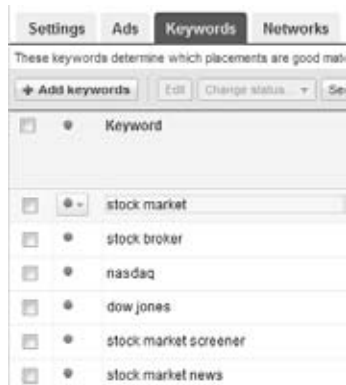 Settings Ads Keywords Networks
These keywords determine which placements are good mat
+ Add keywords Edit Change status... Se
Keyword
stock market
stock broker
nasdaq
dow jones
stock market screener
stock market news